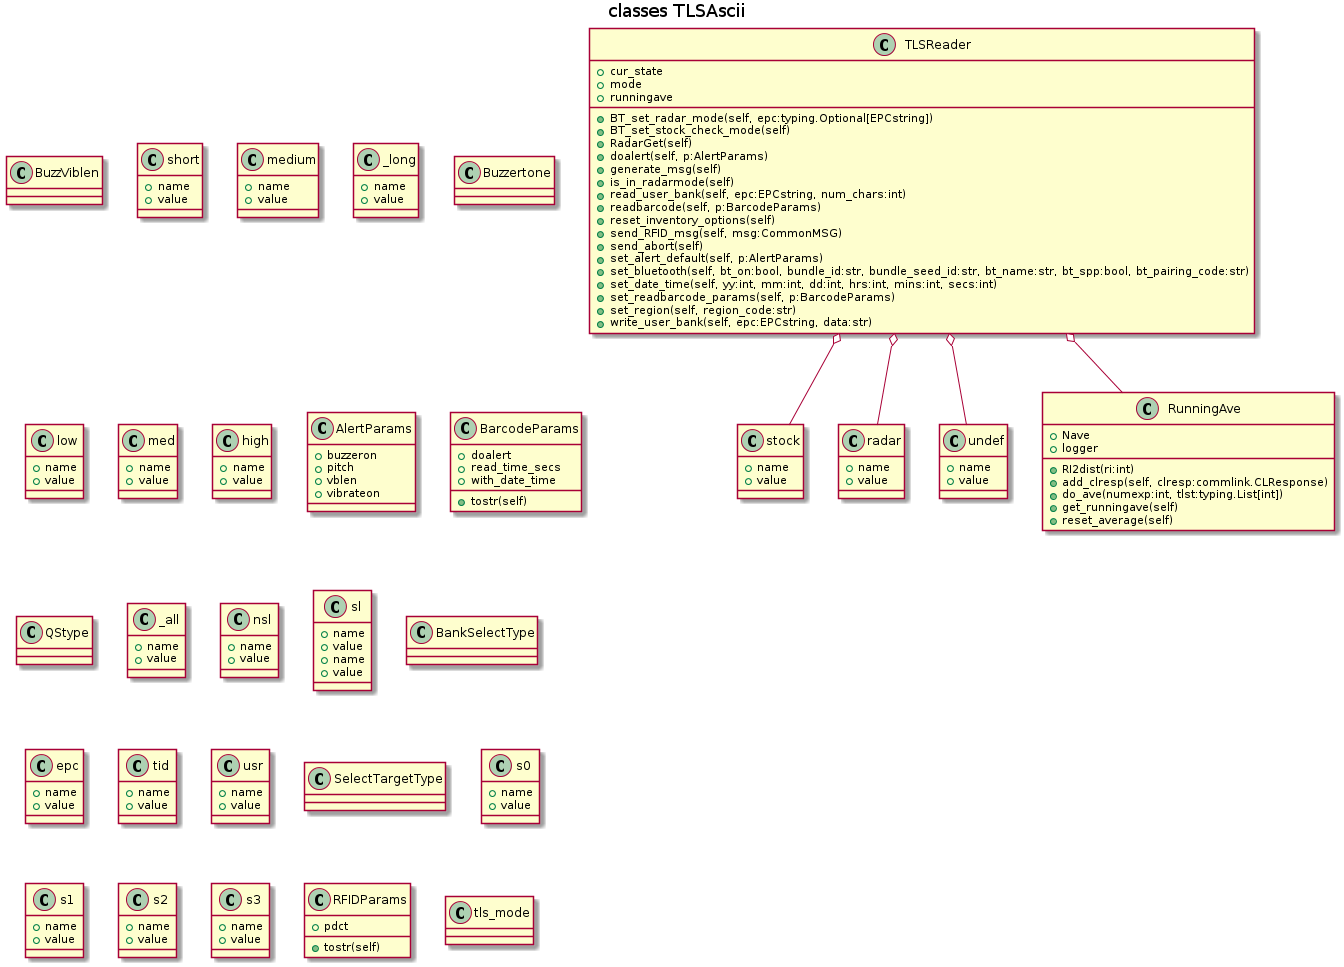 classes TLSAscii
C TLSReader
cur_state
mode
runningave
BT_set_radar_mode(self, epc:typing.Optional[EPCstring])
BT_set_stock_check_mode(self)
RadarGet(self)
doalert(self, p:AlertParams)
generate_msg(self)
is_in_radarmode(self)
read_user_bank(self, epc:EPCstring, num_chars:int)
readbarcode(self, p:BarcodeParams)
reset_inventory_options(self)
send_RFID_msg(self, msg:CommonMSG)
send_abort(self)
set_alert_default(self, p:AlertParams)
set_bluetooth(self, bt_on:bool, bundle_id:str, bundle_seed_id:str, bt_name:str, bt_spp:bool, bt_pairing_code:str)
set_date_time(self, yy:int, mm:int, dd:int, hrs:int, mins:int, secs:int)
set_readbarcode_params(self, p:BarcodeParams)
set_region(self, region_code:str)
write_user_bank(self, epc:EPCstring, data:str)
C BuzzViblen
C short
name
value
C medium
name
value
C _long
name
value
C Buzzertone
C low
name
value
C med
name
value
C high
name
value
C AlertParams
buzzeron
pitch
vblen
vibrateon
C BarcodeParams
doalert
read_time_secs
with_date_time
tostr(self)
C stock
name
value
C radar
name
value
C undef
name
value
C RunningAve
Nave
logger
RI2dist(ri:int)
add_clresp(self, clresp:commlink.CLResponse)
do_ave(numexp:int, tlst:typing.List[int])
get_runningave(self)
reset_average(self)
C QStype
C _all
name
value
C nsl
name
value
C sl
name
value
name
value
C BankSelectType
C epc
name
value
C tid
name
value
C usr
name
value
C SelectTargetType
C s0
name
value
C s1
name
value
C s2
name
value
C s3
name
value
C RFIDParams
pdct
tostr(self)
C tls_mode